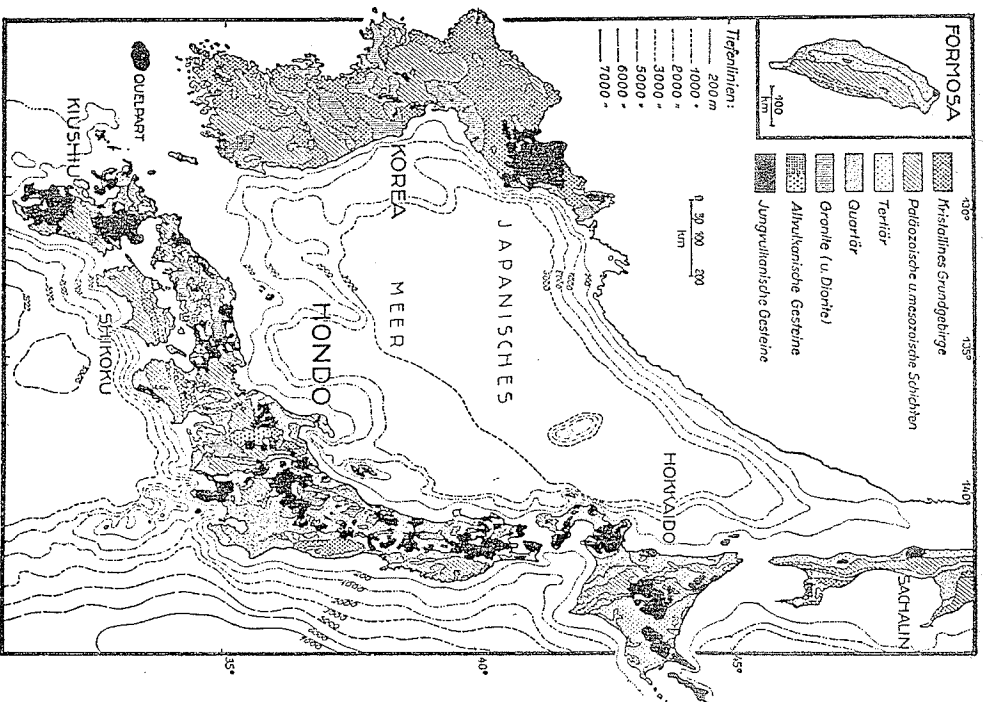 FORMOSA
100
km
Kristallines Grundgebirge
Paläozoische u. mesozoische Schichten
Tertiär
Quartär
Granite (u. Diorite)
Altvulkanische Gesteine
Jungvulkanische Gesteine
Tiefenlinien:
200 m
1000 "
2000 "
3000 "
5000 "
6000 "
7000 "
0 50 100 200
km
130°
135°
140°
SACHALIN
HOKKAIDO
JAPANISCHES
MEER
KOREA
HONDO
QUELPART
KIUSHIU
SHIKOKU
35°
40°
45°